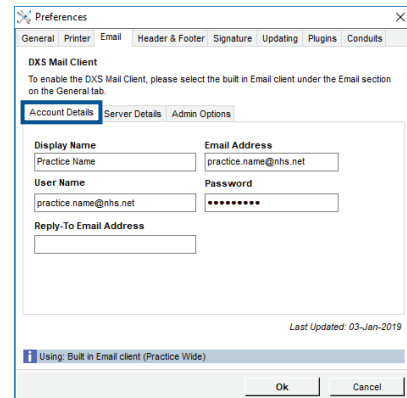 Preferences
General Printer Email Header & Footer Signature Updating Plugins Conduits
DXS Mail Client
To enable the DXS Mail Client, please select the built in Email client under the Email section
on the General tab.
Account Details Server Details Admin Options
Display Name Email Address
Practice Name practice.name@nhs.net
User Name Password
practice.name@nhs.net •••••••••
Reply-To Email Address
Last Updated: 03-Jan-2019
i Using: Built in Email client (Practice Wide)
Ok Cancel